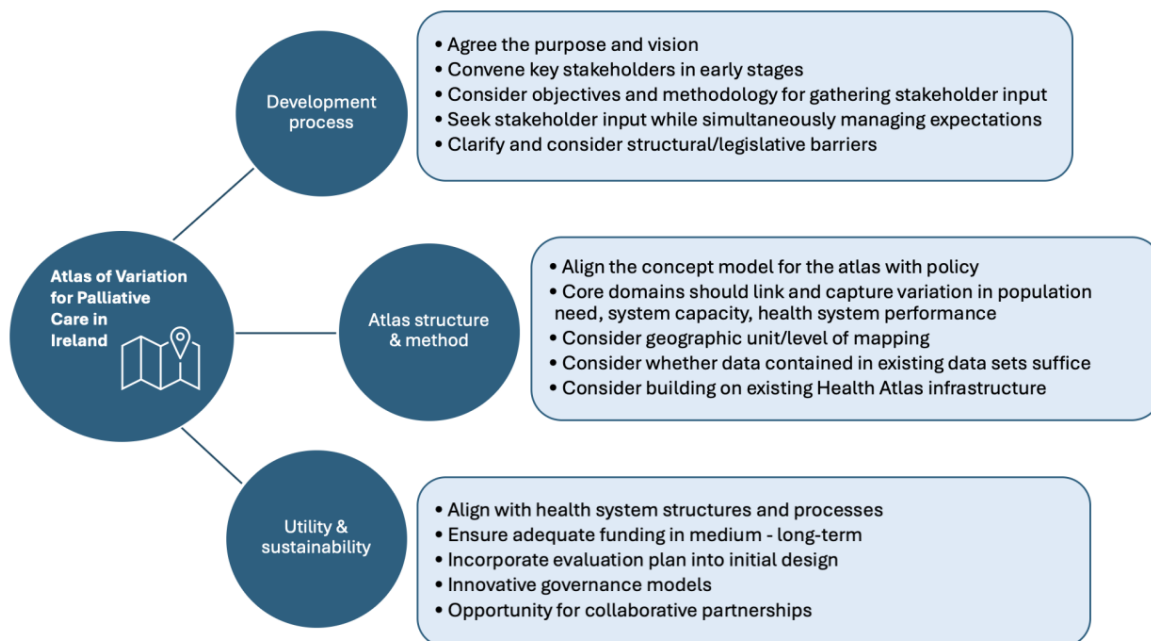 Development
process
• Agree the purpose and vision
• Convene key stakeholders in early stages
• Consider objectives and methodology for gathering stakeholder input
• Seek stakeholder input while simultaneously managing expectations
• Clarify and consider structural/legislative barriers
Atlas of Variation
for Palliative
Care in
Ireland
Atlas structure
& method
• Align the concept model for the atlas with policy
• Core domains should link and capture variation in population
need, system capacity, health system performance
• Consider geographic unit/level of mapping
• Consider whether data contained in existing data sets suffice
• Consider building on existing Health Atlas infrastructure
Utility &
sustainability
• Align with health system structures and processes
• Ensure adequate funding in medium - long-term
• Incorporate evaluation plan into initial design
• Innovative governance models
• Opportunity for collaborative partnerships